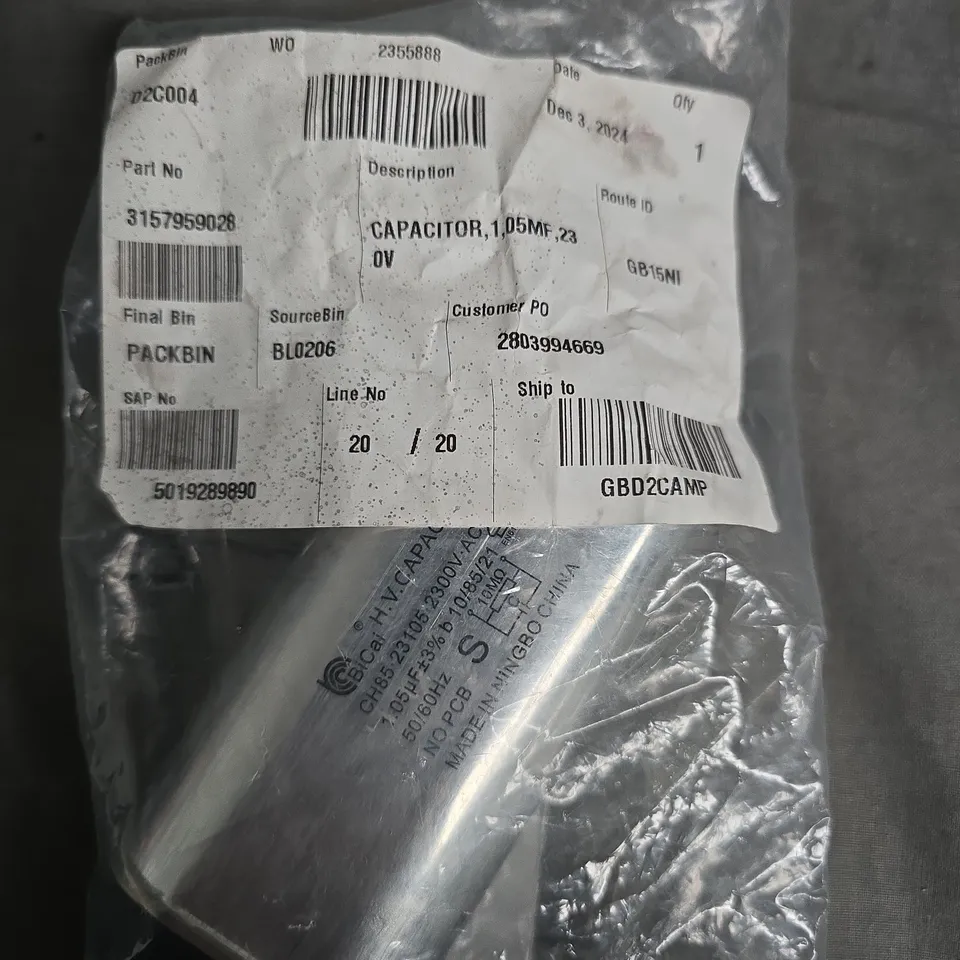 PackBin WO 2355888 Date Qty
D2C004 Dec 3, 2024 1
Part No Description Route ID
3157959028 CAPACITOR,1,05MF,23
0V GB15NI
Final Bin SourceBin Customer PO
PACKBIN BL0206 2803994669
SAP No Line No Ship to
20 / 20
5019289890 GBD2CAMP
BiCai ® H.V.CAPAC
CH85 23105 2300V.AC
1.05µF±3% b 10/85/21
50/60Hz S 10MΩ C
NO PCB
MADE IN NINGBO CHINA